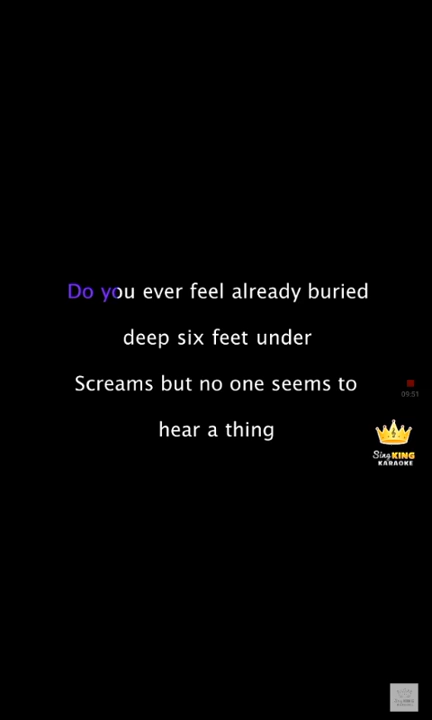 Do you ever feel already buried
deep six feet under
Screams but no one seems to
hear a thing
09:51
Sing KING
KARAOKE